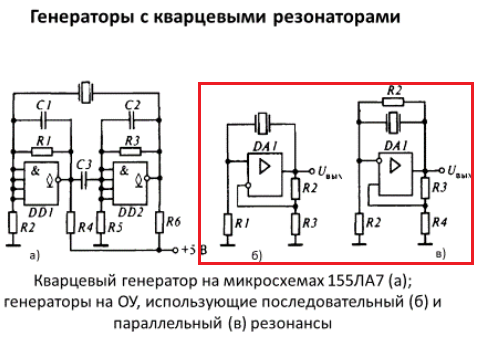 Генераторы с кварцевыми резонаторами
R2
C1
C2
R1
R3
DA1
DA1
C3
&
&
Uвых
Uвых
R2
R3
DD1
DD2
R2
R4
R5
R6
R1
R3
R2
R4
а)
+5 В
б)
в)
Кварцевый генератор на микросхемах 155ЛА7 (а);
генераторы на ОУ, использующие последовательный (б) и
параллельный (в) резонансы